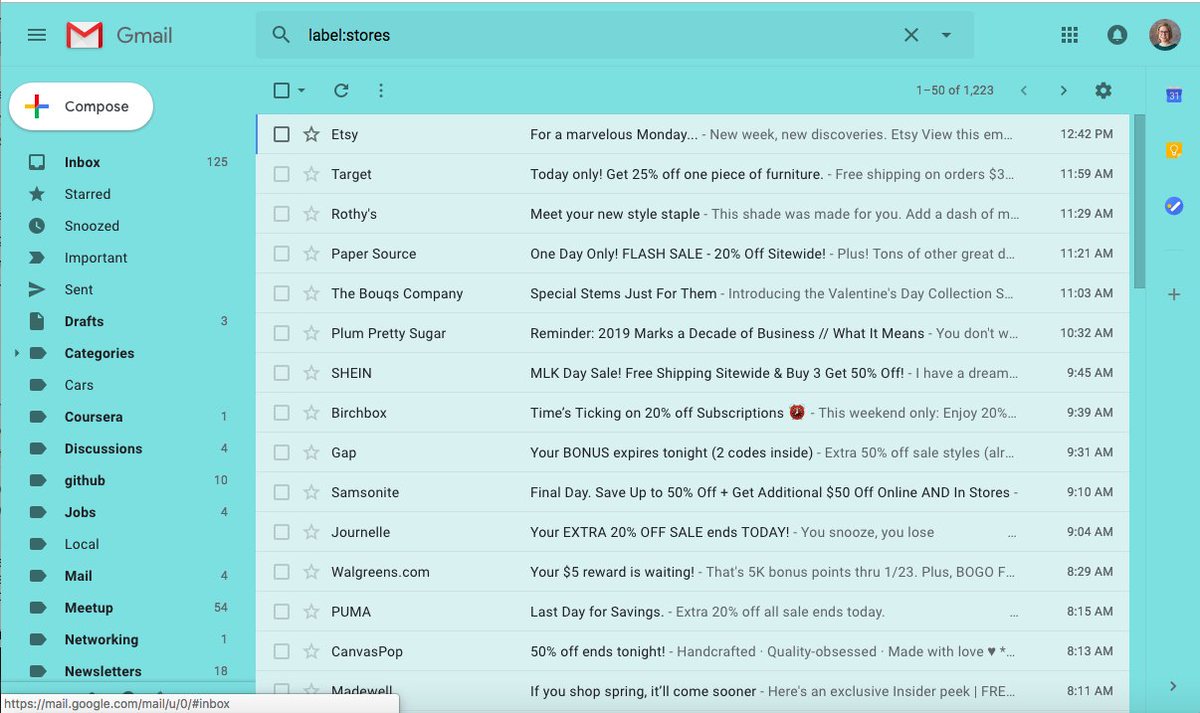 Gmail
label:stores
Compose
1–50 of 1,223
31
Inbox 125
Starred
Snoozed
Important
Sent
Drafts 3
Categories
Cars
Coursera 1
Discussions 4
github 10
Jobs 4
Local
Mail 4
Meetup 54
Networking 1
Newsletters 18
Etsy For a marvelous Monday... - New week, new discoveries. Etsy View this em… 12:42 PM
Target Today only! Get 25% off one piece of furniture. - Free shipping on orders $3… 11:59 AM
Rothy's Meet your new style staple - This shade was made for you. Add a dash of m… 11:29 AM
Paper Source One Day Only! FLASH SALE - 20% Off Sitewide! - Plus! Tons of other great d… 11:21 AM
The Bouqs Company Special Stems Just For Them - Introducing the Valentine's Day Collection S… 11:03 AM
Plum Pretty Sugar Reminder: 2019 Marks a Decade of Business // What It Means - You don't w… 10:32 AM
SHEIN MLK Day Sale! Free Shipping Sitewide & Buy 3 Get 50% Off! - I have a dream… 9:45 AM
Birchbox Time’s Ticking on 20% off Subscriptions ⏰ - This weekend only: Enjoy 20%… 9:39 AM
Gap Your BONUS expires tonight (2 codes inside) - Extra 50% off sale styles (alr… 9:31 AM
Samsonite Final Day. Save Up to 50% Off + Get Additional $50 Off Online AND In Stores - 9:10 AM
Journelle Your EXTRA 20% OFF SALE ends TODAY! - You snooze, you lose … 9:04 AM
Walgreens.com Your $5 reward is waiting! - That's 5K bonus points thru 1/23. Plus, BOGO F… 8:29 AM
PUMA Last Day for Savings. - Extra 20% off all sale ends today. … 8:15 AM
CanvasPop 50% off ends tonight! - Handcrafted · Quality-obsessed · Made with love ♥ *… 8:13 AM
Madewell If you shop spring, it’ll come sooner - Here's an exclusive Insider peek | FRE… 8:11 AM
https://mail.google.com/mail/u/0/#inbox